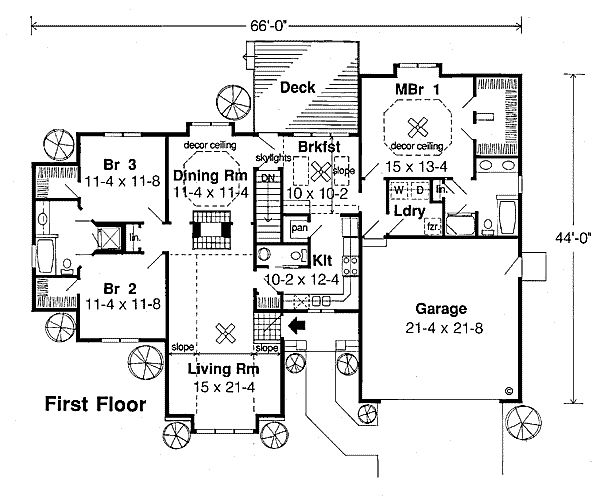 66'-0"
Deck
MBr 1
decor ceiling
15 x 13-4
decor ceiling
Brkfst
skylights
slope
10 x 10-2
Br 3
11-4 x 11-8
Dining Rm
11-4 x 11-4
DN
W D
lin.
Ldry
frz.
lin.
pan
Kit
10-2 x 12-4
44'-0"
Br 2
11-4 x 11-8
Garage
21-4 x 21-8
slope
slope
Living Rm
15 x 21-4
First Floor
©